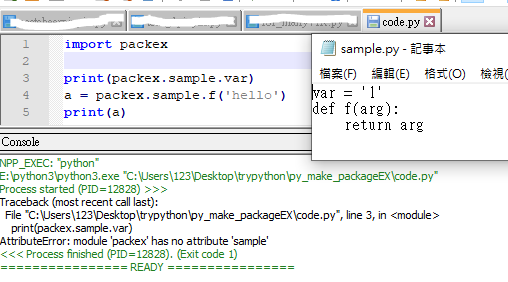 code.py
1 import packex
2
3 print(packex.sample.var)
4 a = packex.sample.f('hello')
5 print(a)
sample.py - 記事本
檔案(F) 編輯(E) 格式(O) 檢視(
var = '1'
def f(arg):
    return arg
Console
NPP_EXEC: "python"
E:\python3\python3.exe "C:\Users\123\Desktop\trypython\py_make_packageEX\code.py"
Process started (PID=12828) >>>
Traceback (most recent call last):
  File "C:\Users\123\Desktop\trypython\py_make_packageEX\code.py", line 3, in <module>
    print(packex.sample.var)
AttributeError: module 'packex' has no attribute 'sample'
<<< Process finished (PID=12828). (Exit code 1)
================ READY ================